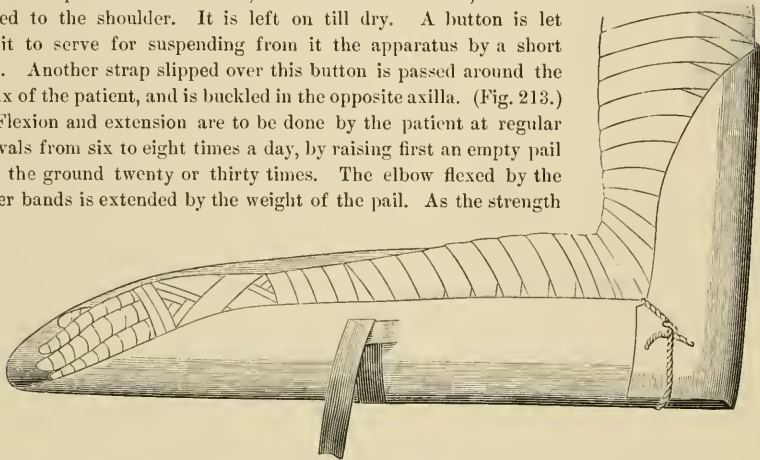 ed to the shoulder. It is left on till dry. A button is let
it to serve for suspending from it the apparatus by a short
. Another strap slipped over this button is passed around the
x of the patient, and is buckled in the opposite axilla. (Fig. 213.)
Flexion and extension are to be done by the patient at regular
vals from six to eight times a day, by raising first an empty pail
the ground twenty or thirty times. The elbow flexed by the
er bands is extended by the weight of the pail. As the strength